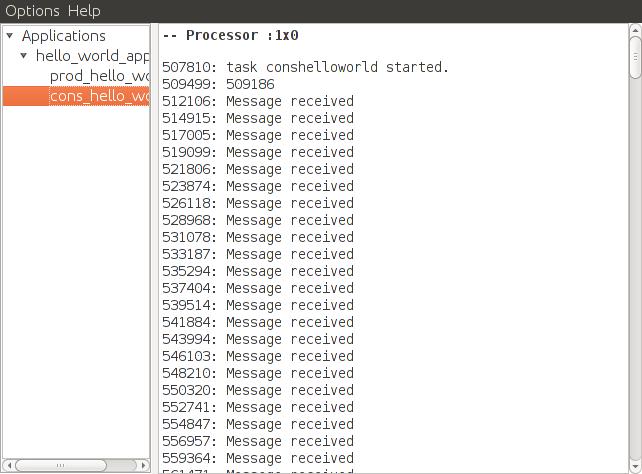 Options Help
Applications
hello_world_app
prod_hello_wo
cons_hello_wo
-- Processor :1x0
507810: task conshelloworld started.
509499: 509186
512106: Message received
514915: Message received
517005: Message received
519099: Message received
521806: Message received
523874: Message received
526118: Message received
528968: Message received
531078: Message received
533187: Message received
535294: Message received
537404: Message received
539514: Message received
541884: Message received
543994: Message received
546103: Message received
548210: Message received
550320: Message received
552741: Message received
554847: Message received
556957: Message received
559364: Message received
561471: Message received